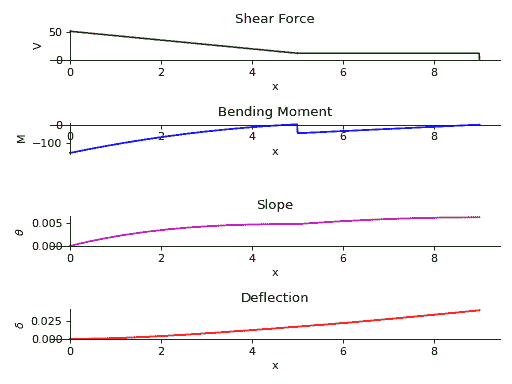 Shear Force
50
V
0
0 2 4 6 8
x
Bending Moment
0
M
−100
0 2 4 6 8
x
Slope
0.005
θ
0.000
0 2 4 6 8
x
Deflection
0.025
δ
0.000
0 2 4 6 8
x